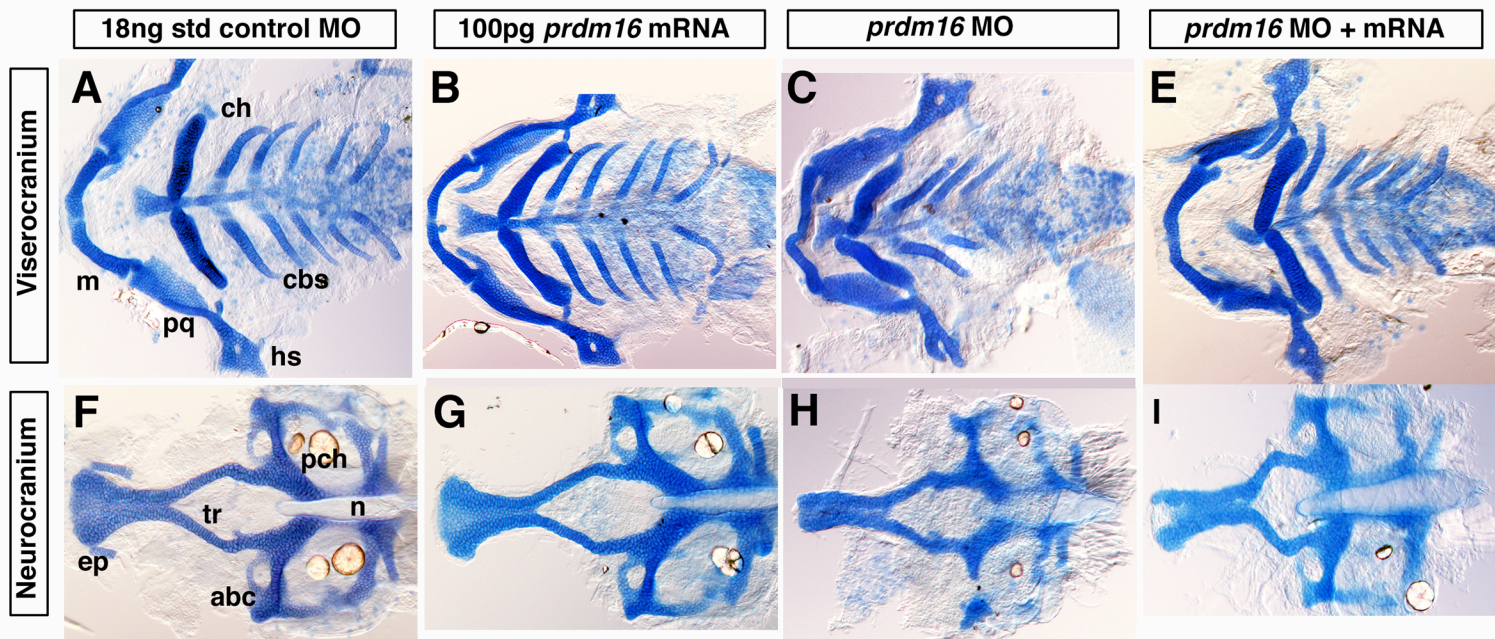 18ng std control MO
100pg prdm16 mRNA
prdm16 MO
prdm16 MO + mRNA
Viserocranium
A
B
C
E
ch
m
cbs
pq
hs
Neurocranium
F
G
H
I
pch
tr
n
ep
abc